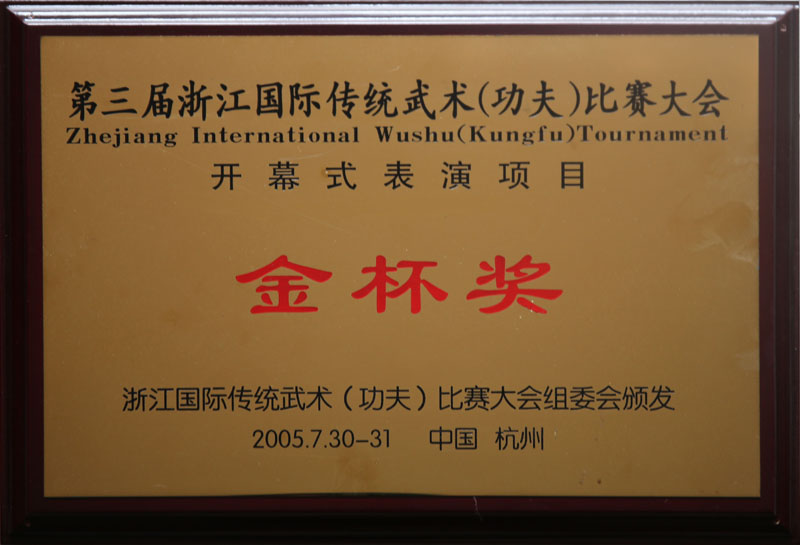 第三届浙江国际传统武术(功夫)比赛大会
Zhejiang International Wushu(Kungfu)Tournament
开幕式表演项目
金杯奖
浙江国际传统武术（功夫）比赛大会组委会颁发
2005.7.30-31 中国 杭州